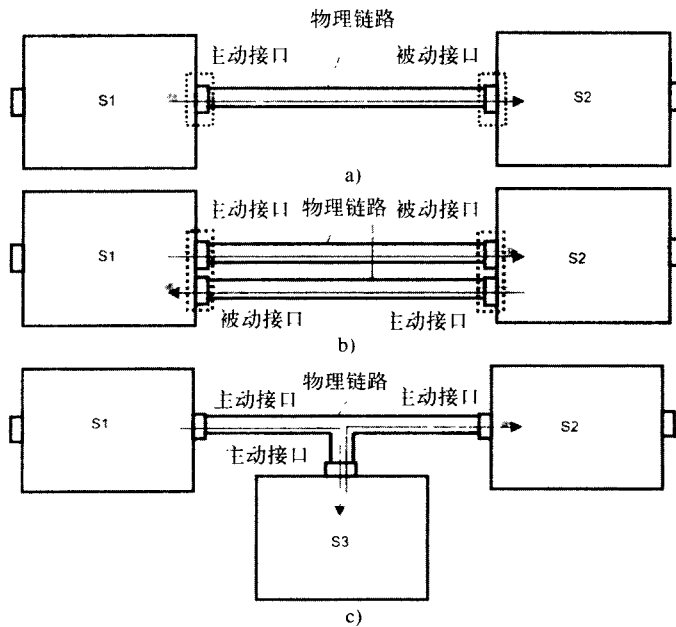 物理链路
主动接口 被动接口
S1 S2
a)
主动接口 物理链路 被动接口
S1 S2
被动接口 主动接口
b)
物理链路
主动接口 主动接口
S1 S2
主动接口
S3
c)